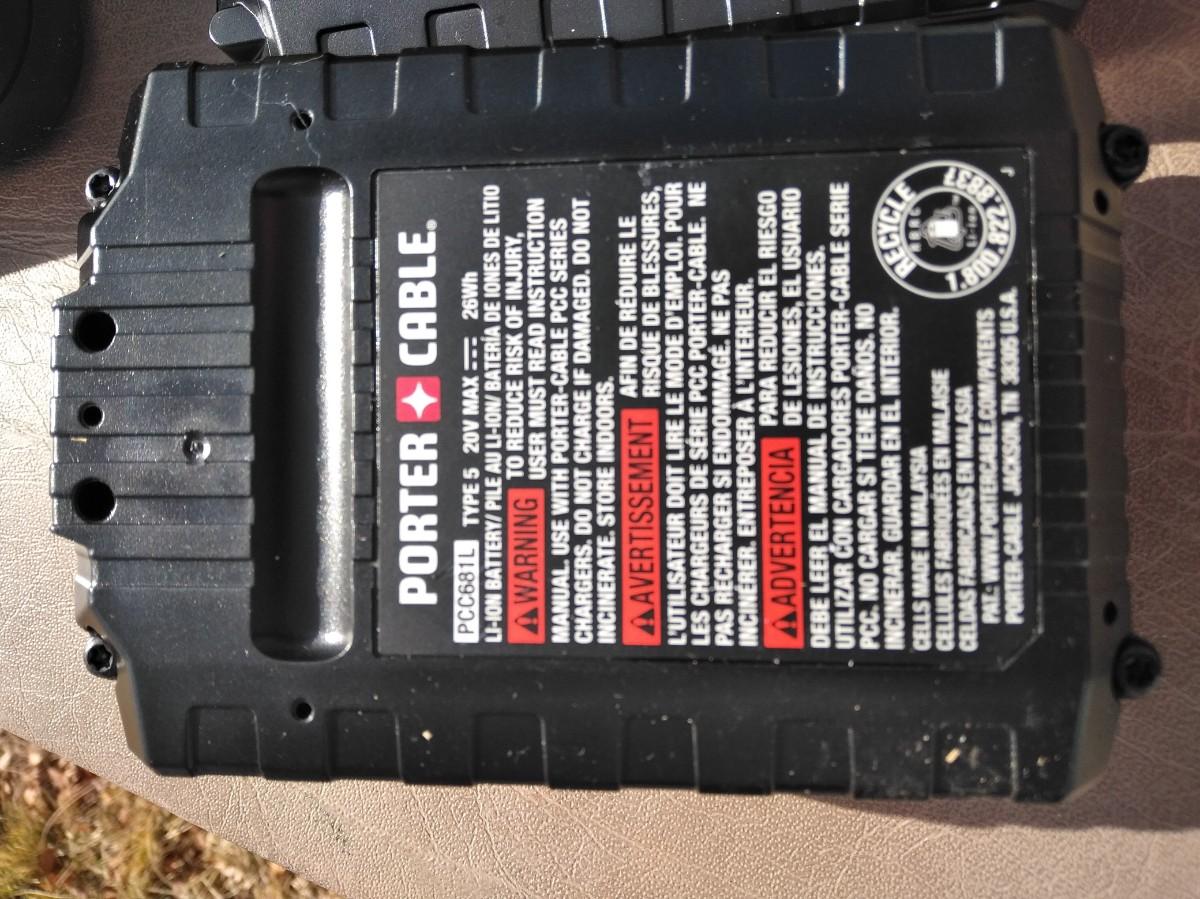 PORTER CABLE®
PCC681L TYPE 5 20V MAX 26Wh
LI-ION BATTERY/ PILE AU LI-ION/ BATERÍA DE IONES DE LITIO
WARNING TO REDUCE RISK OF INJURY,
USER MUST READ INSTRUCTION
MANUAL. USE WITH PORTER-CABLE PCC SERIES
CHARGERS. DO NOT CHARGE IF DAMAGED. DO NOT
INCINERATE. STORE INDOORS.
AVERTISSEMENT AFIN DE RÉDUIRE LE
RISQUE DE BLESSURES,
L'UTILISATEUR DOIT LIRE LE MODE D'EMPLOI. POUR
LES CHARGEURS DE SÉRIE PCC PORTER-CABLE. NE
PAS RECHARGER SI ENDOMMAGÉ. NE PAS
INCINÉRER. ENTREPOSER À L'INTÉRIEUR.
ADVERTENCIA PARA REDUCIR EL RIESGO
DE LESIONES, EL USUARIO
DEBE LEER EL MANUAL DE INSTRUCCIONES.
UTILIZAR CON CARGADORES PORTER-CABLE SERIE
PCC. NO CARGAR SI TIENE DAÑOS. NO
INCINERAR. GUARDAR EN EL INTERIOR.
CELLS MADE IN MALAYSIA
CELLULES FABRIQUÉES EN MALAISIE
CELDAS FABRICADAS EN MALASIA
PAT.: WWW.PORTERCABLE.COM/PATENTS
PORTER-CABLE JACKSON, TN 38305 U.S.A.
RECYCLE
RBRC
Li-ion
1.800.822.8837
J